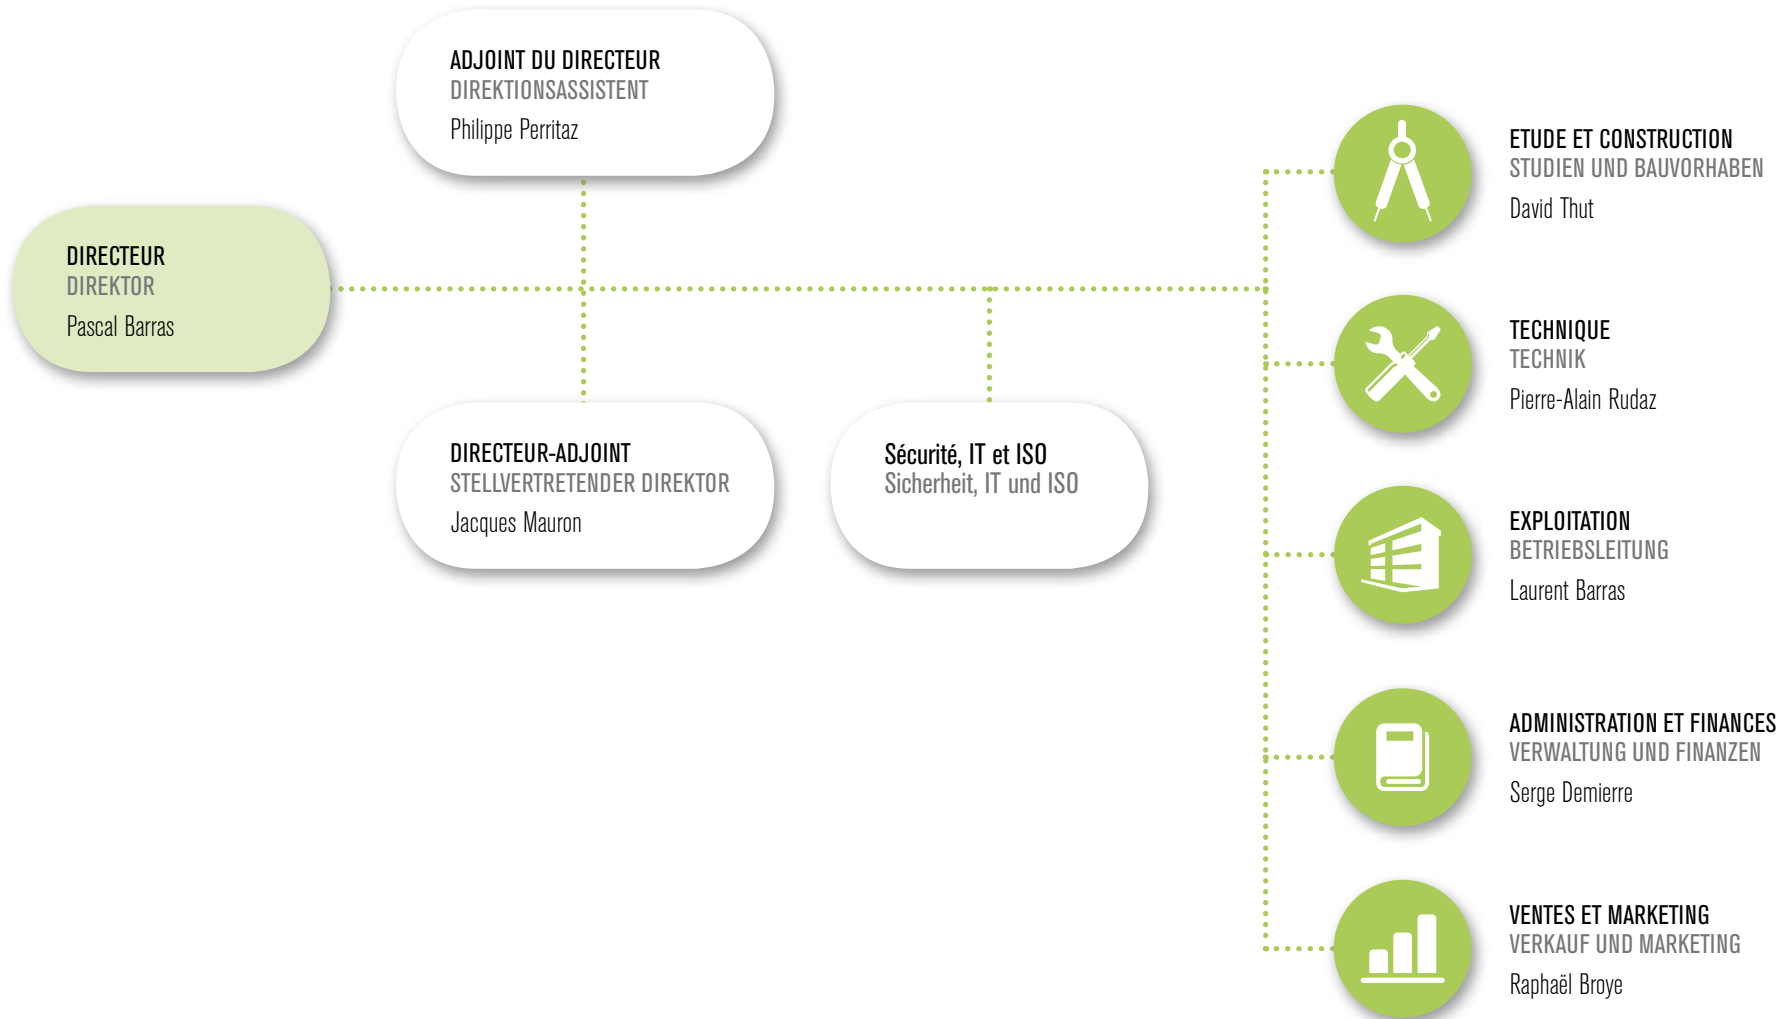 ADJOINT DU DIRECTEUR
DIREKTIONSASSISTENT
Philippe Perritaz
DIRECTEUR
DIREKTOR
Pascal Barras
DIRECTEUR-ADJOINT
STELLVERTRETENDER DIREKTOR
Jacques Mauron
Sécurité, IT et ISO
Sicherheit, IT und ISO
ETUDE ET CONSTRUCTION
STUDIEN UND BAUVORHABEN
David Thut
TECHNIQUE
TECHNIK
Pierre-Alain Rudaz
EXPLOITATION
BETRIEBSLEITUNG
Laurent Barras
ADMINISTRATION ET FINANCES
VERWALTUNG UND FINANZEN
Serge Demierre
VENTES ET MARKETING
VERKAUF UND MARKETING
Raphaël Broye